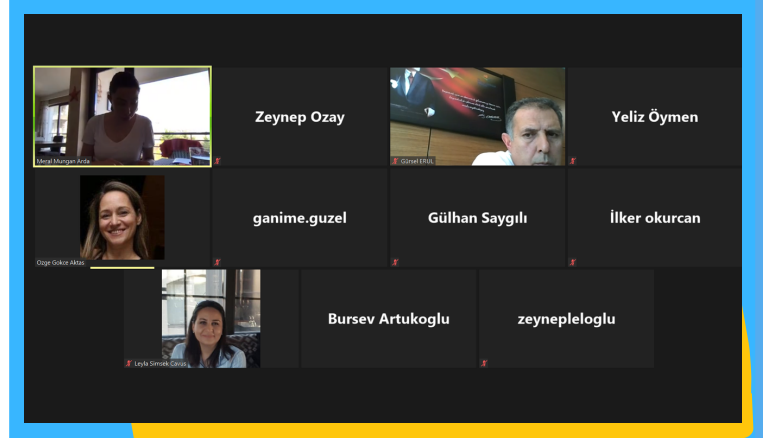 Meral Mungan Arda
Zeynep Ozay
Gürsel ERUL
Yeliz Öymen
Ozge Gokce Aktas
ganime.guzel
Gülhan Saygılı
İlker okurcan
Leyla Simsek Cavus
Bursev Artukoglu
zeynepleloglu